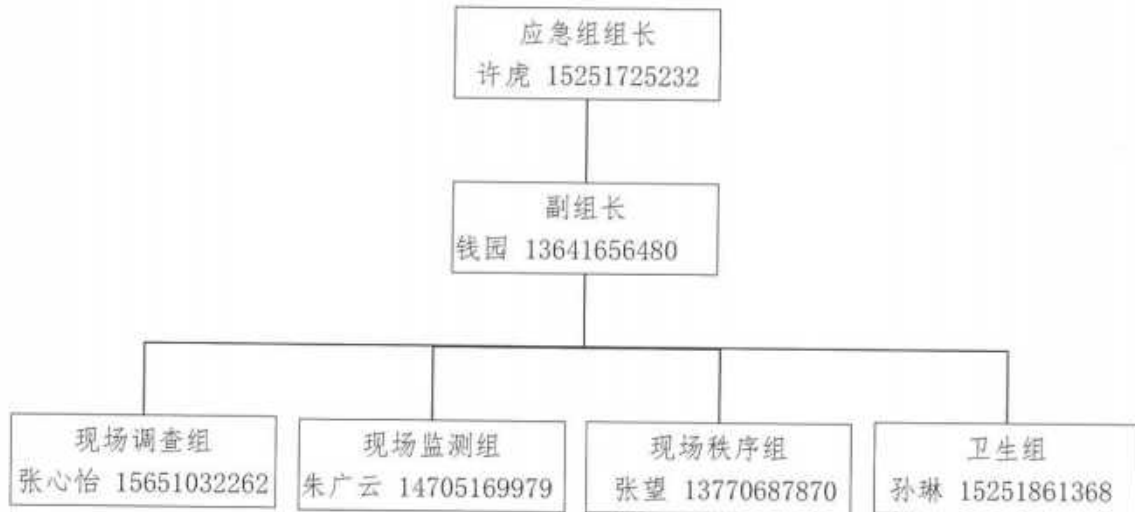 应急组组长
许虎 15251725232
副组长
钱园 13641656480
现场调查组
张心怡 15651032262
现场监测组
朱广云 14705169979
现场秩序组
张望 13770687870
卫生组
孙琳 15251861368